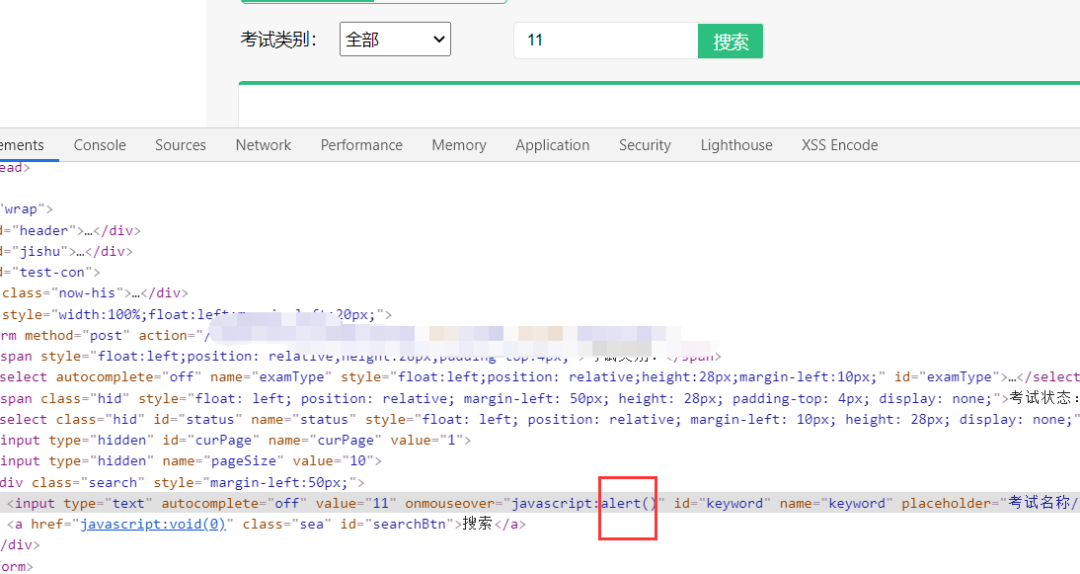 考试类别： 全部 11 搜索
ements Console Sources Network Performance Memory Application Security Lighthouse XSS Encode
ead>
"wrap">
d="header">…</div>
d="jishu">…</div>
d="test-con">
class="now-his">…</div>
style="width:100%;float:left;margin-left:20px;">
rm method="post" action="/
span style="float:left;position: relative;height:28px;padding-top:4px;">考试类别：</span>
select autocomplete="off" name="examType" style="float:left;position: relative;height:28px;margin-left:10px;" id="examType">…</select
span class="hid" style="float: left; position: relative; margin-left: 50px; height: 28px; padding-top: 4px; display: none;">考试状态：
select class="hid" id="status" name="status" style="float: left; position: relative; margin-left: 10px; height: 28px; display: none;"
input type="hidden" id="curPage" name="curPage" value="1">
input type="hidden" name="pageSize" value="10">
div class="search" style="margin-left:50px;">
<input type="text" autocomplete="off" value="11" onmouseover="javascript:alert()" id="keyword" name="keyword" placeholder="考试名称/
<a href="javascript:void(0)" class="sea" id="searchBtn">搜索</a>
/div>
orm>